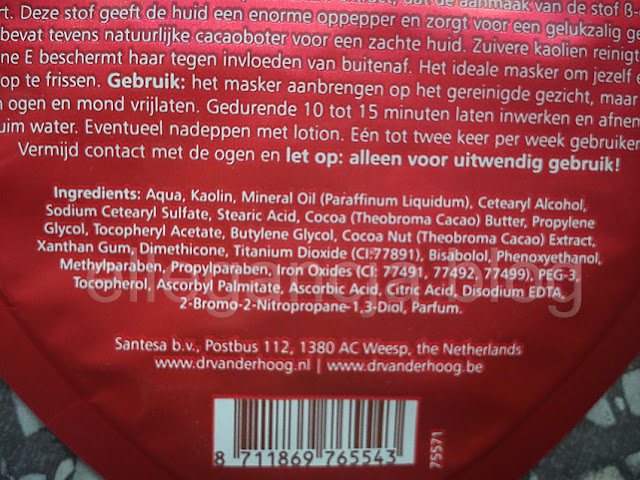 dat de aanmaak van de stof ß-
rt. Deze stof geeft de huid een enorme oppepper en zorgt voor een gelukzalig ge
bevat tevens natuurlijke cacaoboter voor een zachte huid. Zuivere kaolien reinigt
ne E beschermt haar tegen invloeden van buitenaf. Het ideale masker om jezelf e
op te frissen. Gebruik: het masker aanbrengen op het gereinigde gezicht, maar
n ogen en mond vrijlaten. Gedurende 10 tot 15 minuten laten inwerken en afnem
uim water. Eventueel nadeppen met lotion. Eén tot twee keer per week gebruiken
Vermijd contact met de ogen en let op: alleen voor uitwendig gebruik!
Ingredients: Aqua, Kaolin, Mineral Oil (Paraffinum Liquidum), Cetearyl Alcohol,
Sodium Cetearyl Sulfate, Stearic Acid, Cocoa (Theobroma Cacao) Butter, Propylene
Glycol, Tocopheryl Acetate, Butylene Glycol, Cocoa Nut (Theobroma Cacao) Extract,
Xanthan Gum, Dimethicone, Titanium Dioxide (CI:77891), Bisabolol, Phenoxyethanol,
Methylparaben, Propylparaben, Iron Oxides (CI: 77491, 77492, 77499), PEG-3,
Tocopherol, Ascorbyl Palmitate, Ascorbic Acid, Citric Acid, Disodium EDTA,
2-Bromo-2-Nitropropane-1,3-Diol, Parfum.
Santesa b.v., Postbus 112, 1380 AC Weesp, the Netherlands
www.drvanderhoog.nl | www.drvanderhoog.be
8 711869 765543
75571